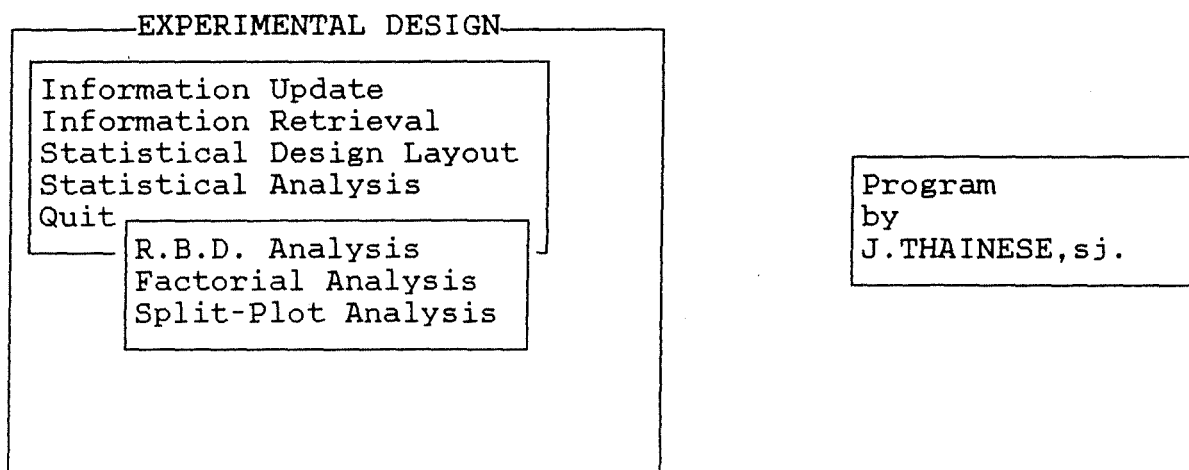 EXPERIMENTAL DESIGN
Information Update
Information Retrieval
Statistical Design Layout
Statistical Analysis
Quit
R.B.D. Analysis
Factorial Analysis
Split-Plot Analysis
Program
by
J.THAINESE,sj.